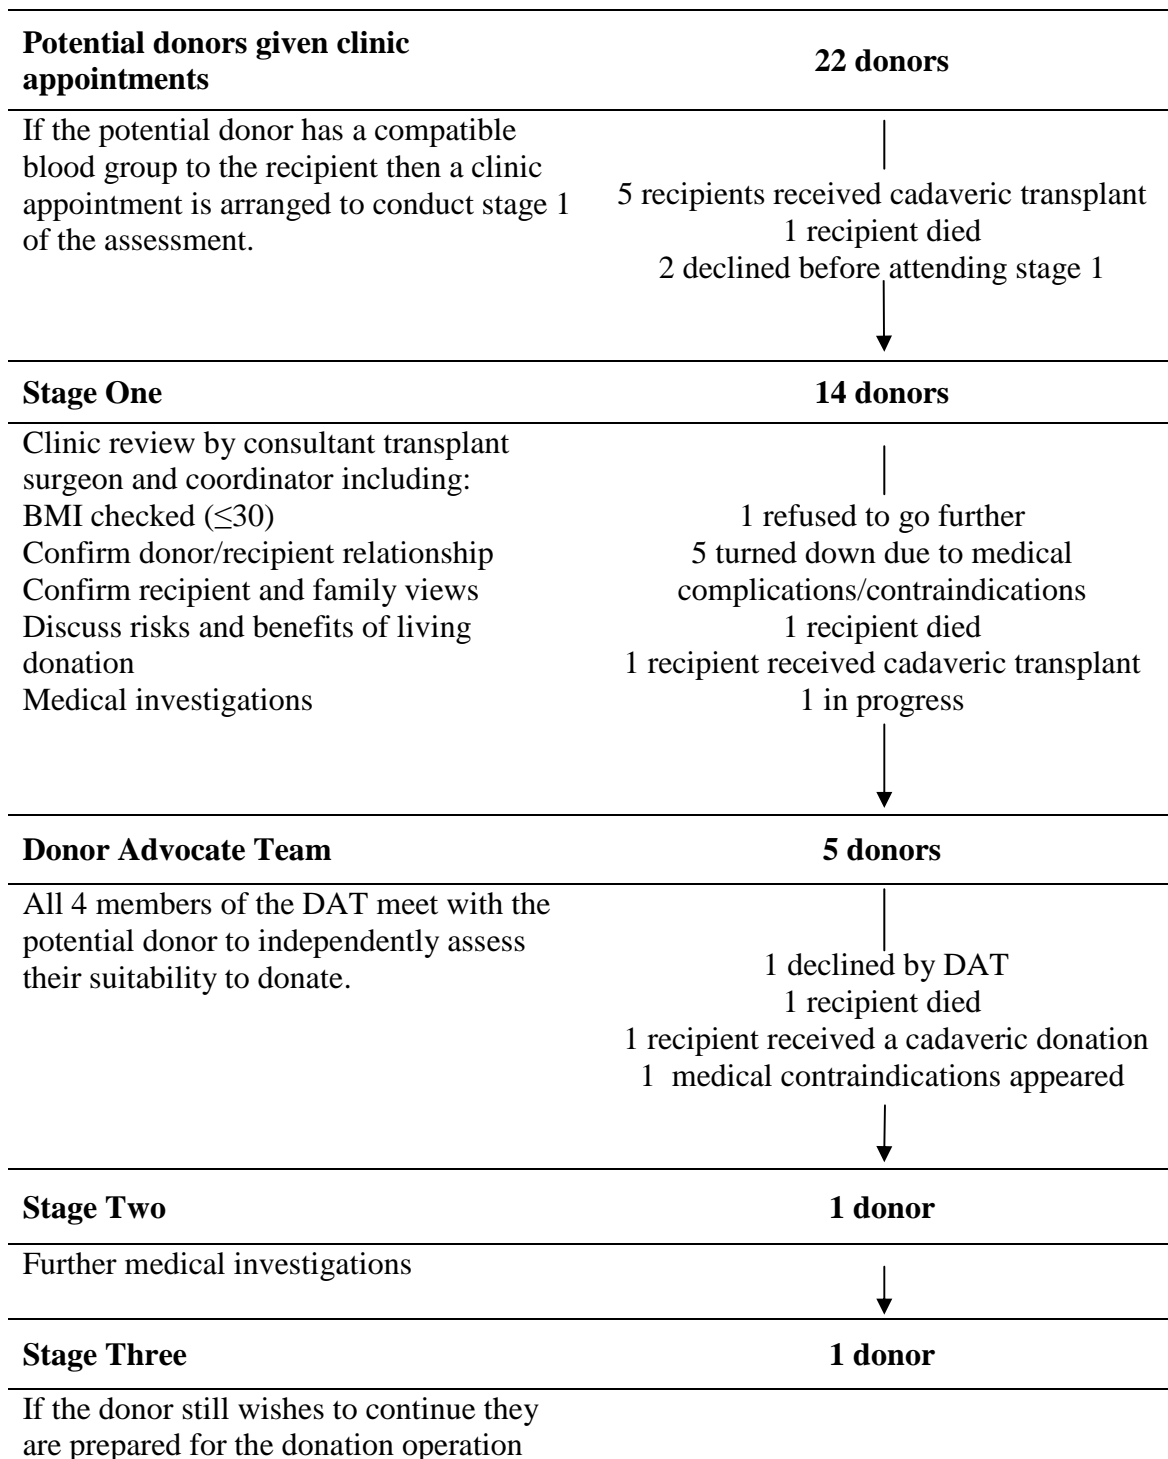 Potential donors given clinic
appointments
22 donors
If the potential donor has a compatible
blood group to the recipient then a clinic
appointment is arranged to conduct stage 1
of the assessment.
5 recipients received cadaveric transplant
1 recipient died
2 declined before attending stage 1
Stage One
14 donors
Clinic review by consultant transplant
surgeon and coordinator including:
BMI checked (≤30)
Confirm donor/recipient relationship
Confirm recipient and family views
Discuss risks and benefits of living
donation
Medical investigations
1 refused to go further
5 turned down due to medical
complications/contraindications
1 recipient died
1 recipient received cadaveric transplant
1 in progress
Donor Advocate Team
5 donors
All 4 members of the DAT meet with the
potential donor to independently assess
their suitability to donate.
1 declined by DAT
1 recipient died
1 recipient received a cadaveric donation
1 medical contraindications appeared
Stage Two
1 donor
Further medical investigations
Stage Three
1 donor
If the donor still wishes to continue they
are prepared for the donation operation